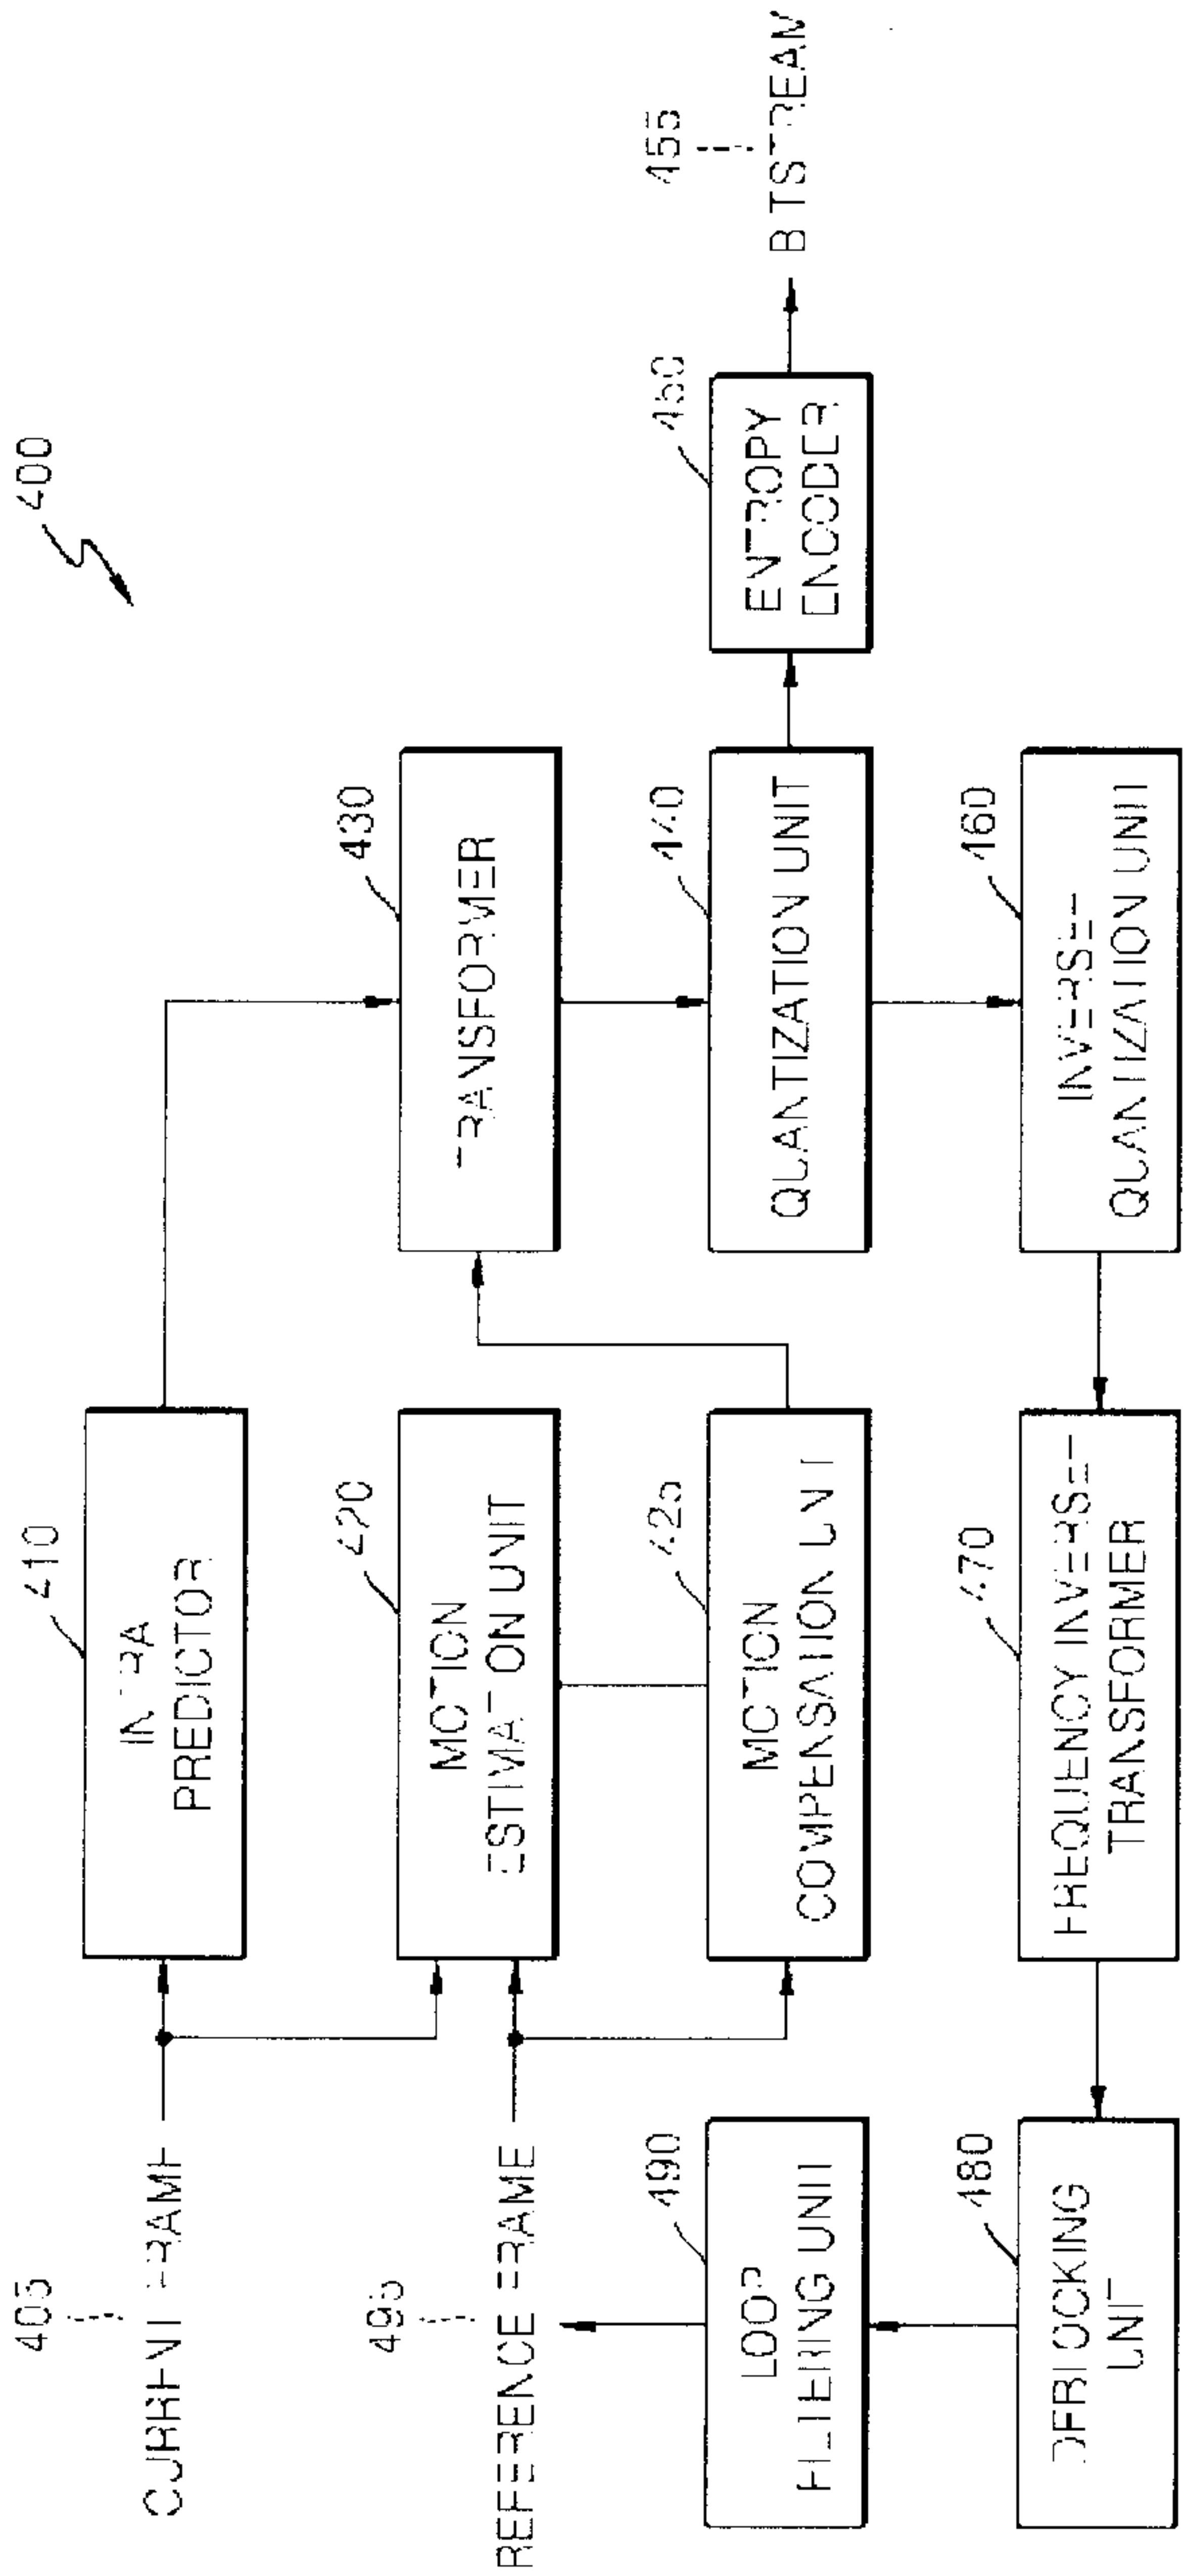 400
405
CURRENT FRAME
410
INTRA
PREDICTOR
430
TRANSFORMER
495
REFERENCE FRAME
420
MOTION
ESTIMATION UNIT
425
MOTION
COMPENSATION UNIT
440
QUANTIZATION UNIT
450
ENTROPY
ENCODER
455
BITSTREAM
490
LOOP
FILTERING UNIT
480
DEBLOCKING
UNIT
470
FREQUENCY INVERSE-
TRANSFORMER
460
INVERSE-
QUANTIZATION UNIT